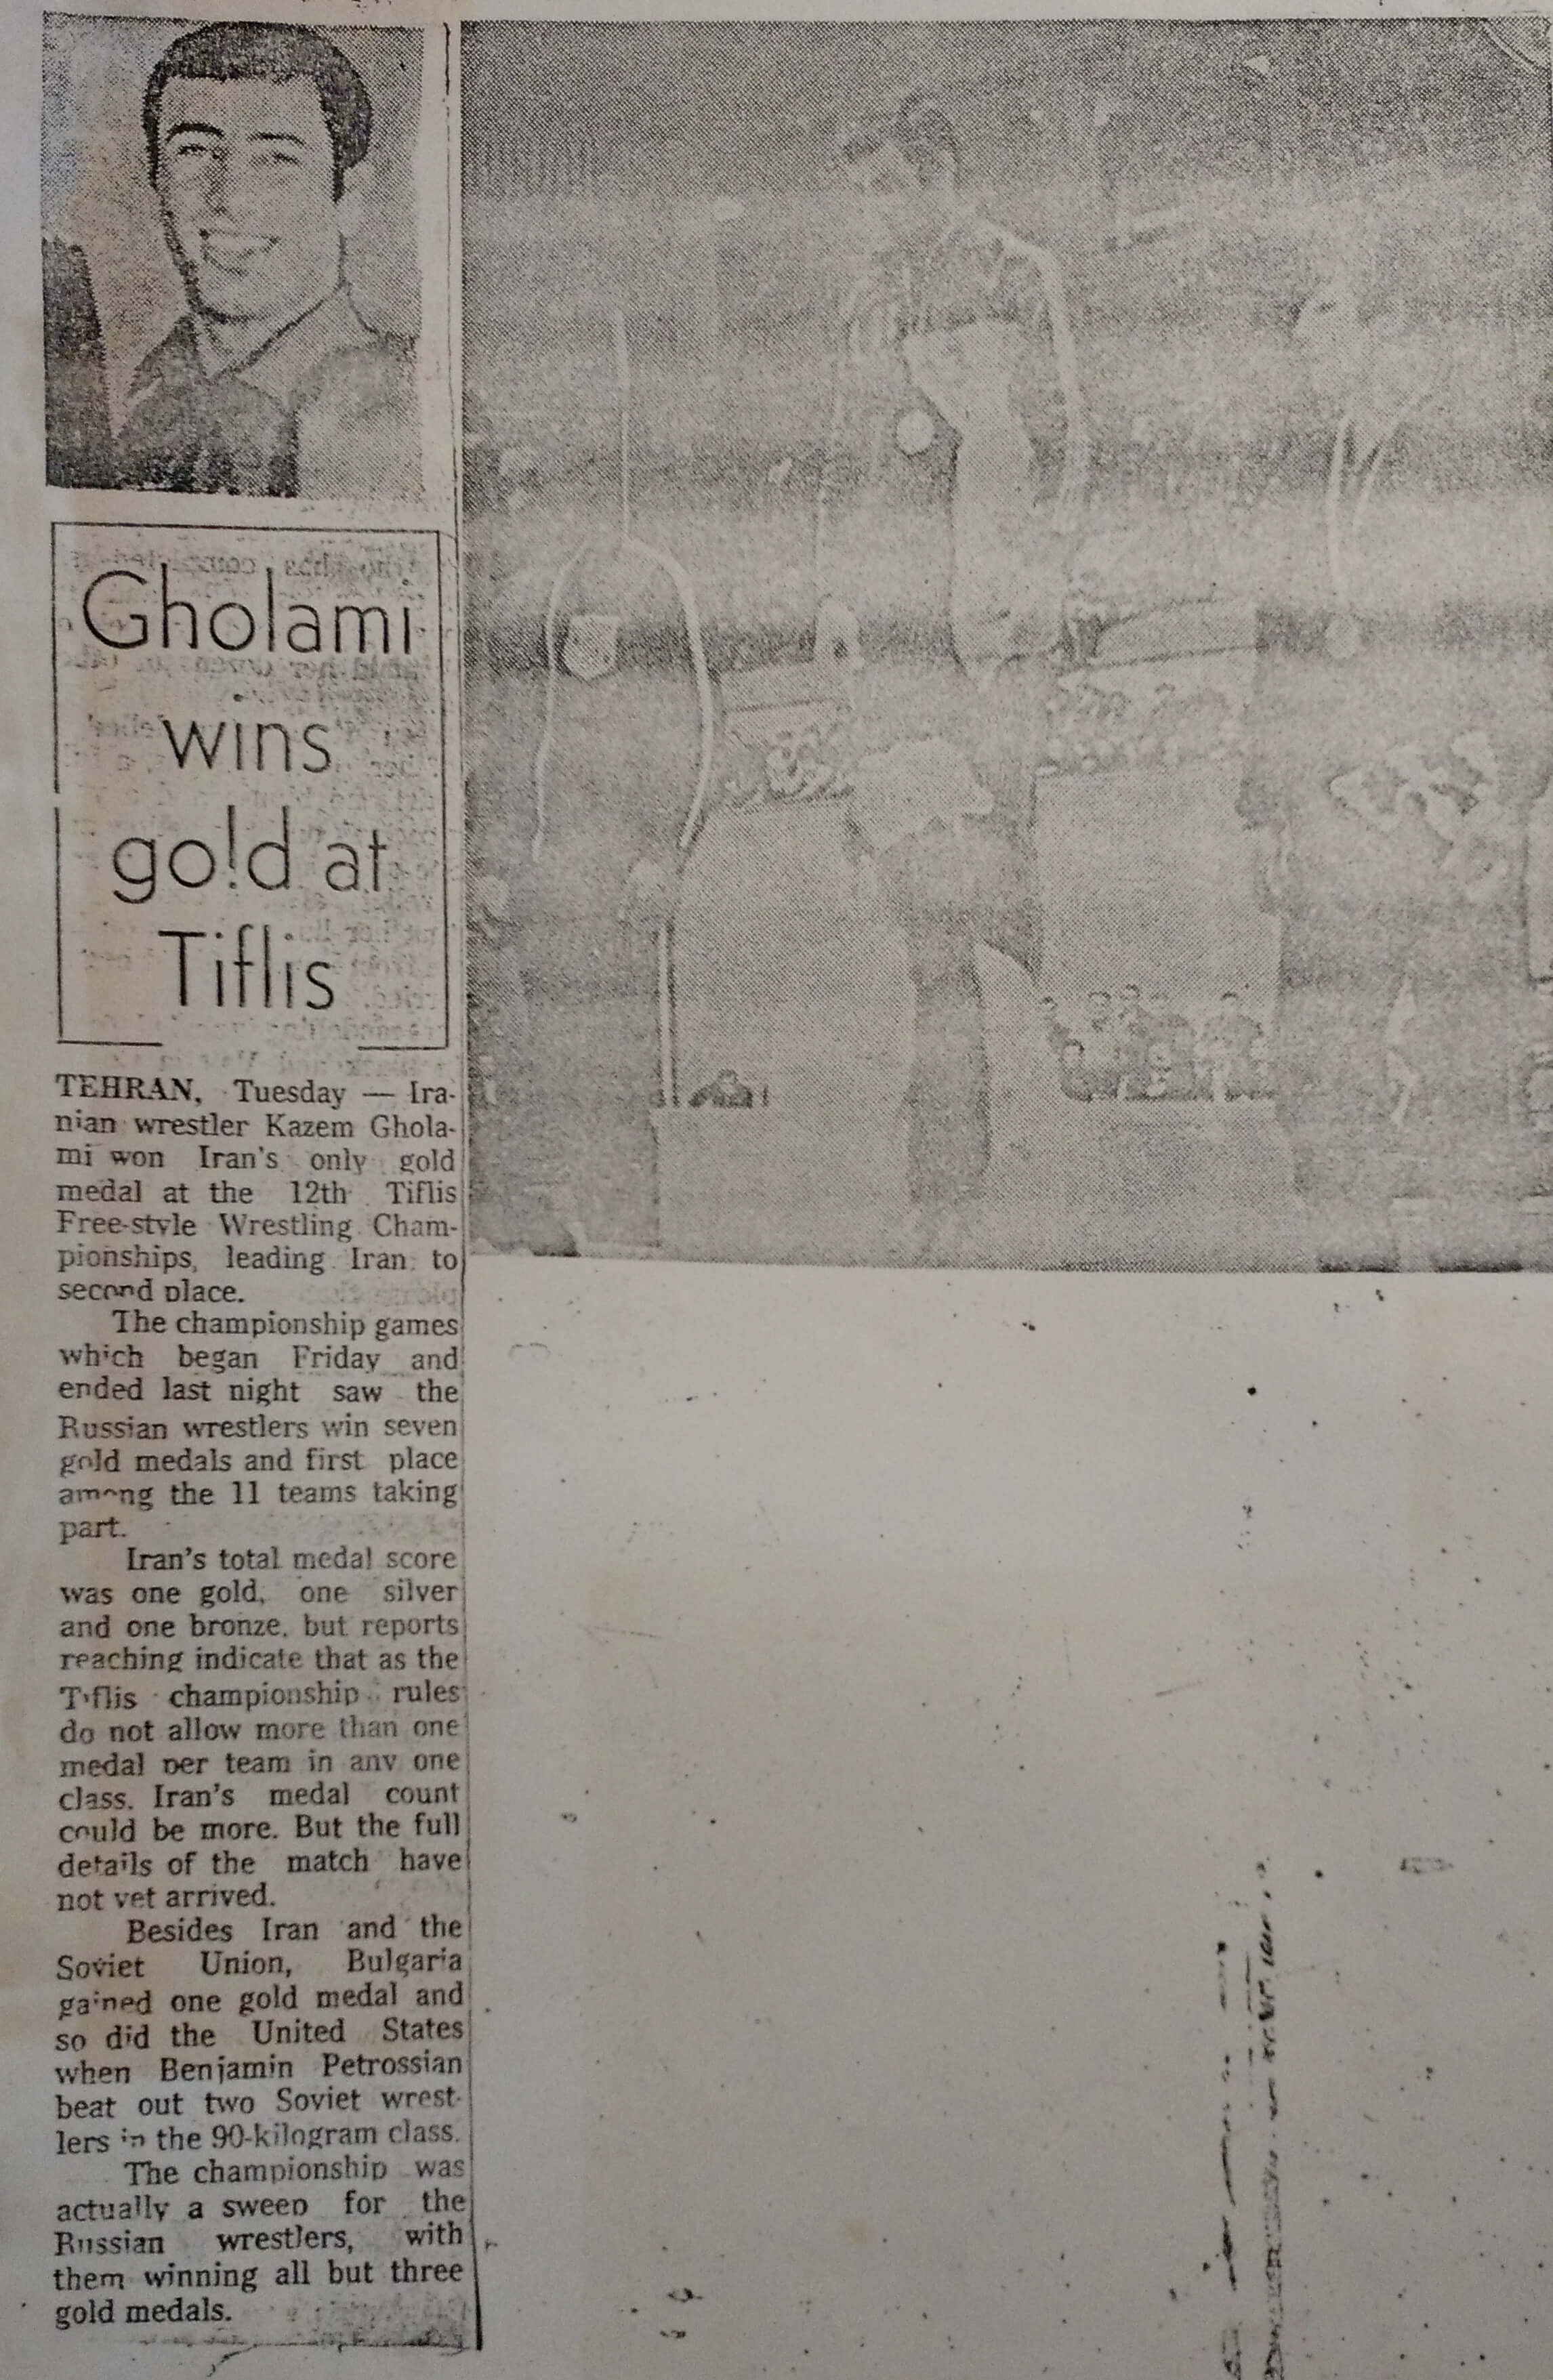 Gholami
wins
gold at
Tiflis
TEHRAN, Tuesday — Ira-
nian wrestler Kazem Ghola-
mi won Iran's only gold
medal at the 12th Tiflis
Free-style Wrestling Cham-
pionships, leading Iran to
second place.
The championship games
which began Friday and
ended last night saw the
Russian wrestlers win seven
gold medals and first place
among the 11 teams taking
part.
Iran's total medal score
was one gold, one silver
and one bronze, but reports
reaching indicate that as the
Tiflis championship rules
do not allow more than one
medal per team in any one
class. Iran's medal count
could be more. But the full
details of the match have
not yet arrived.
Besides Iran and the
Soviet Union, Bulgaria
gained one gold medal and
so did the United States
when Benjamin Petrossian
beat out two Soviet wrest-
lers in the 90-kilogram class.
The championship was
actually a sweep for the
Russian wrestlers, with
them winning all but three
gold medals.